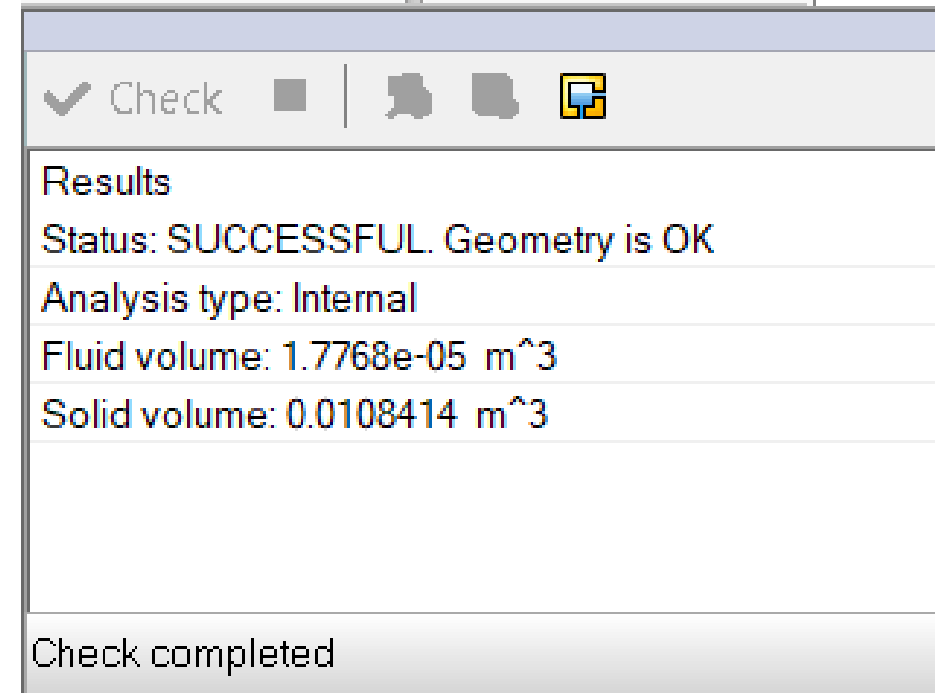 Check
Results
Status: SUCCESSFUL. Geometry is OK
Analysis type: Internal
Fluid volume: 1.7768e-05 m^3
Solid volume: 0.0108414 m^3
Check completed